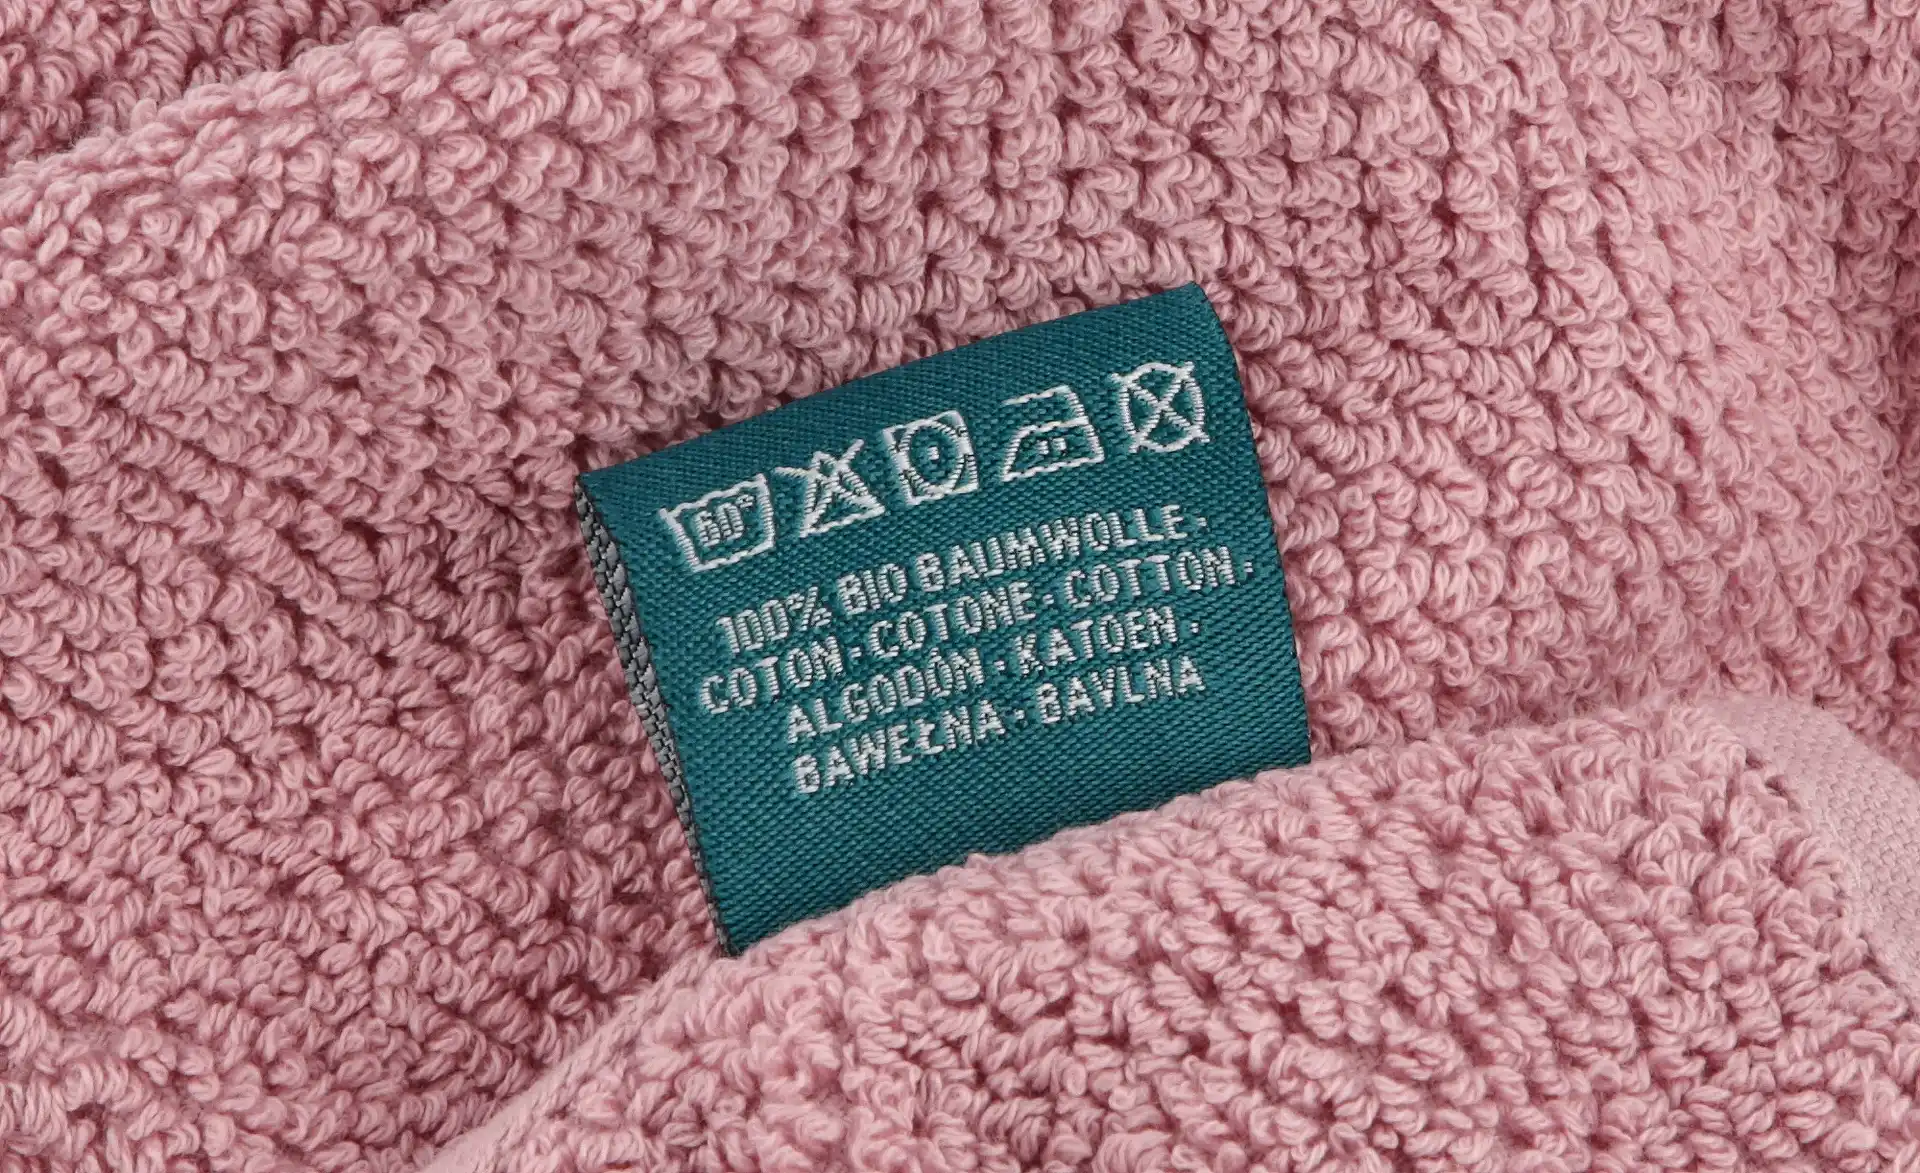 60°
100% BIO BAUMWOLLE·
COTON·COTONE·COTTON·
ALGODÓN·KATOEN·
BAWEŁNA·BAVLNA